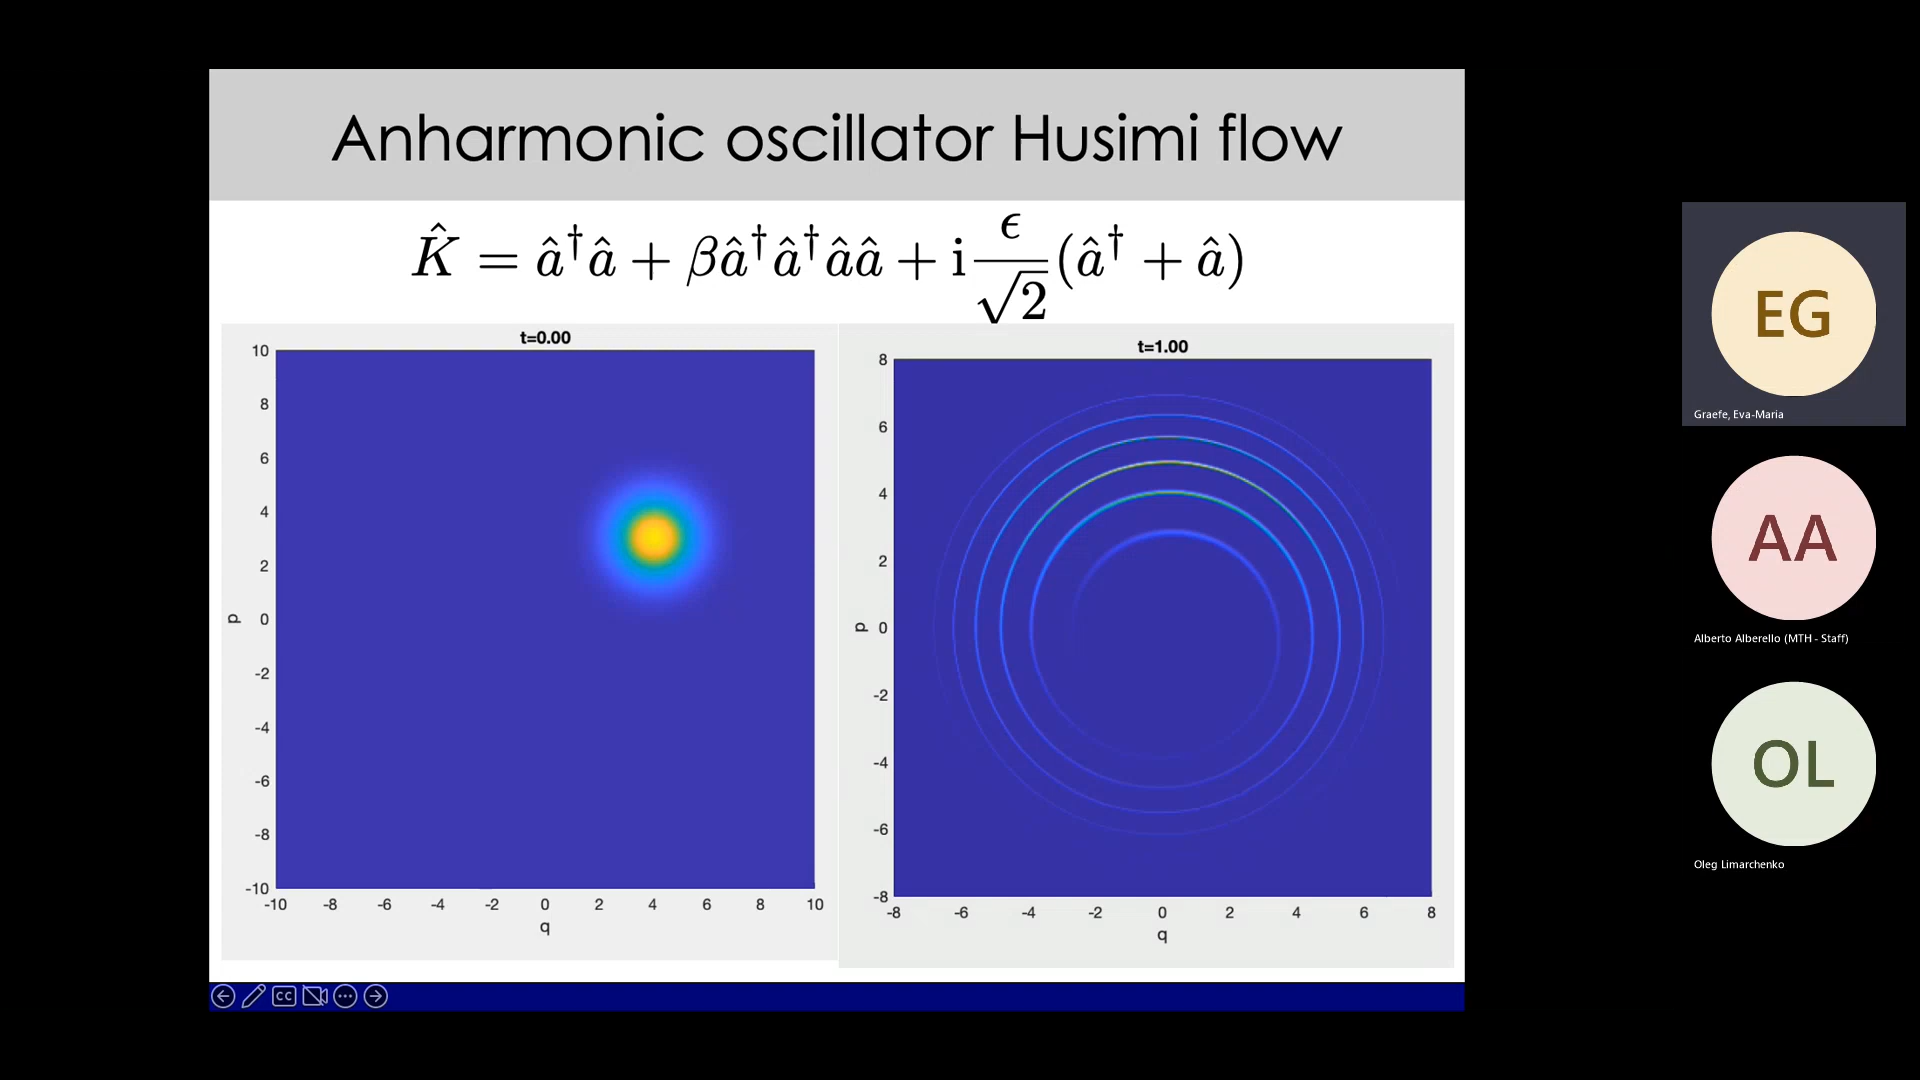 Anharmonic oscillator Husimi flow
K̂ = â†â + βâ†â†ââ + i ϵ/√2 (â† + â)
t=0.00
10
8
6
4
2
0
-2
-4
-6
-8
-10
p
-10 -8 -6 -4 -2 0 2 4 6 8 10
q
t=1.00
8
6
4
2
0
-2
-4
-6
-8
p
-8 -6 -4 -2 0 2 4 6 8
q
CC
EG
Graefe, Eva-Maria
AA
Alberto Alberello (MTH - Staff)
OL
Oleg Limarchenko